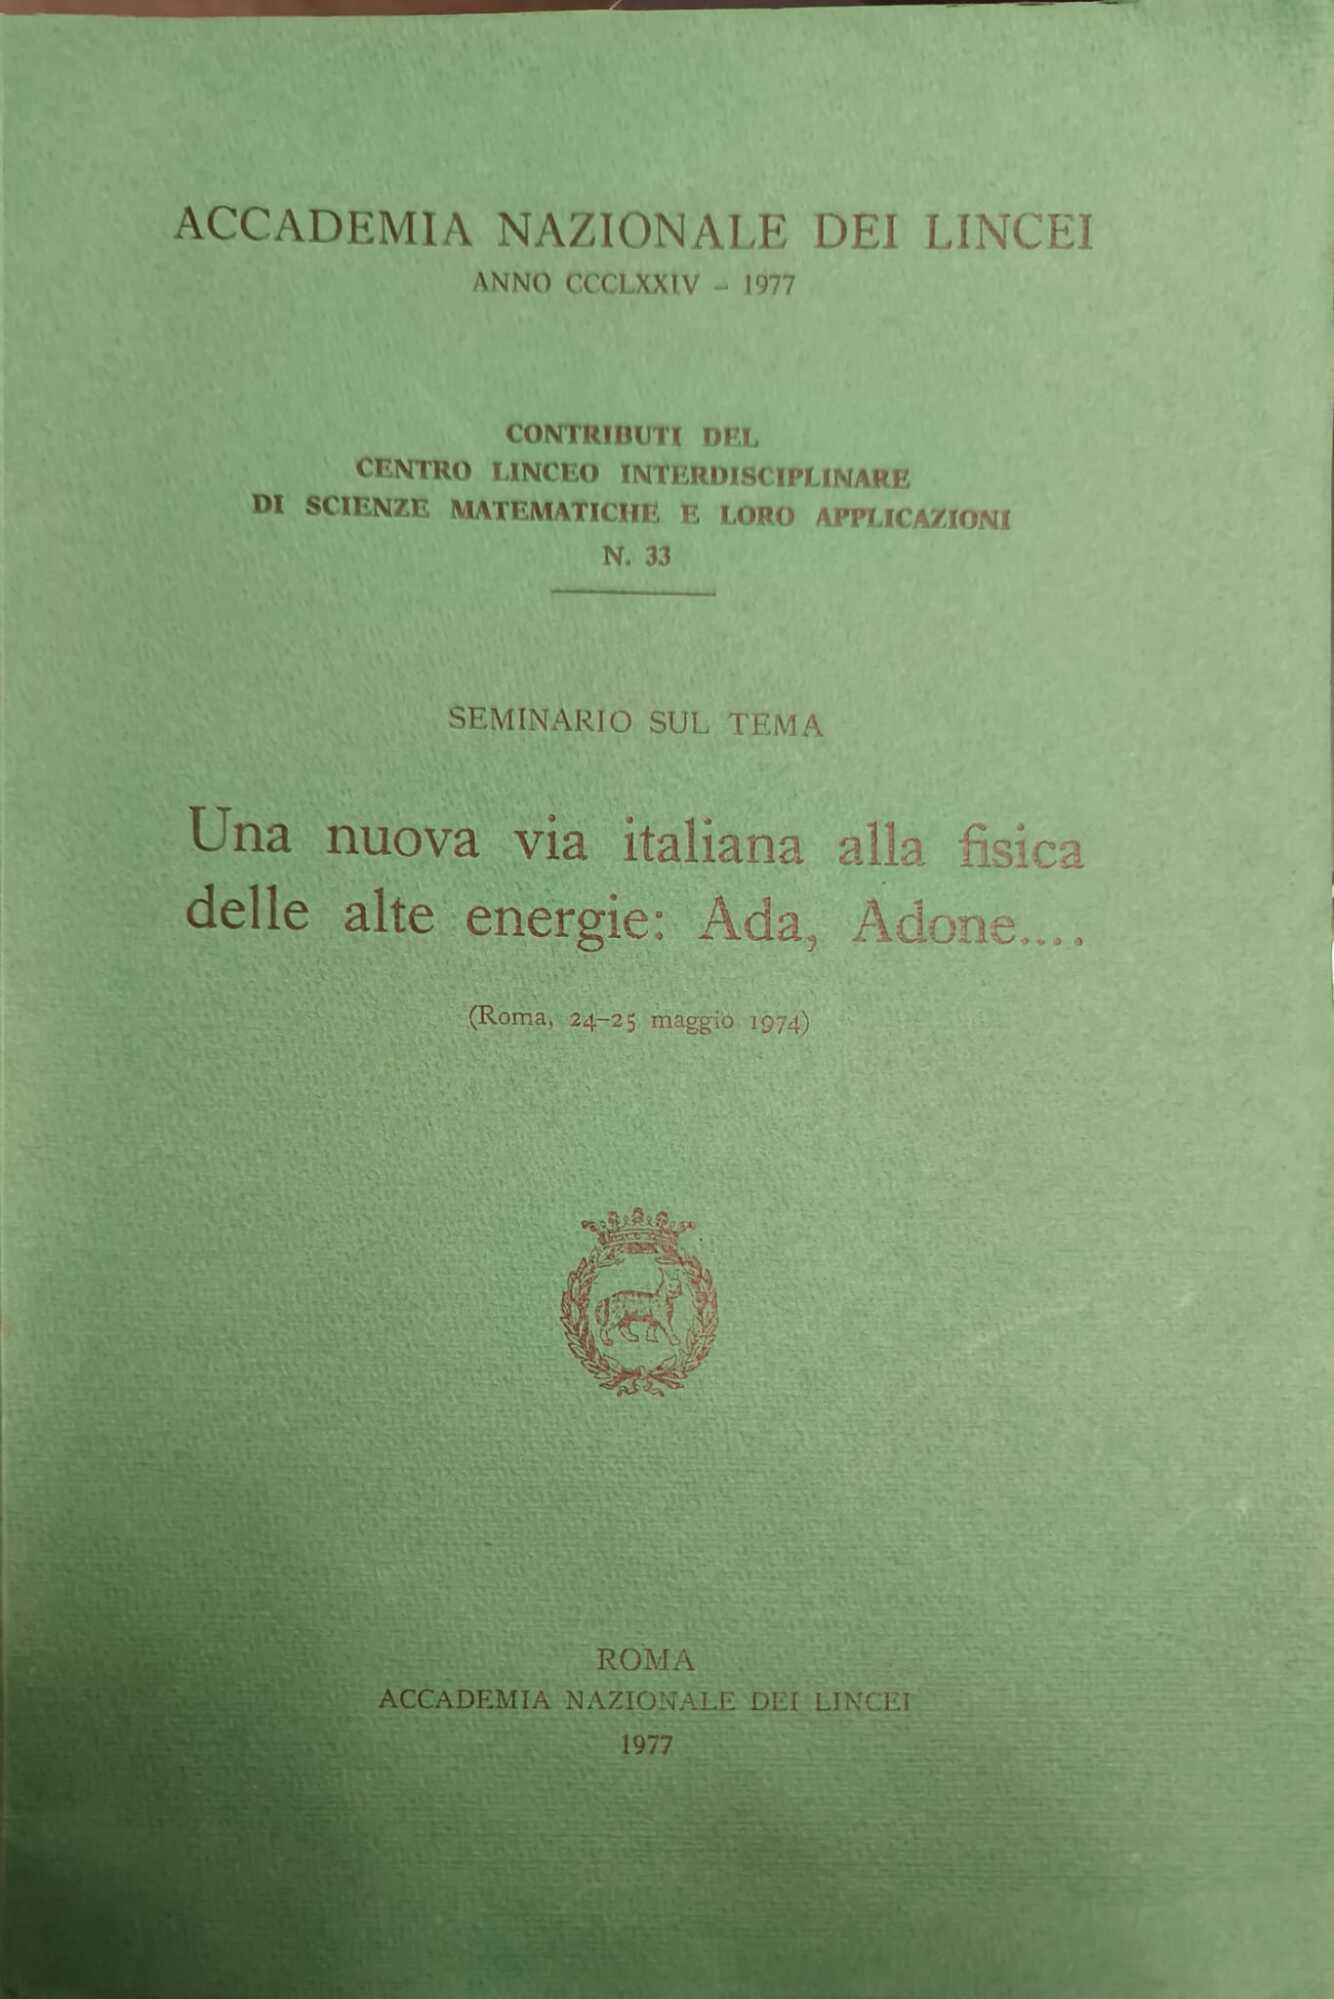 ACCADEMIA NAZIONALE DEI LINCEI
ANNO CCCLXXIV – 1977
CONTRIBUTI DEL
CENTRO LINCEO INTERDISCIPLINARE
DI SCIENZE MATEMATICHE E LORO APPLICAZIONI
N. 33
SEMINARIO SUL TEMA
Una nuova via italiana alla fisica
delle alte energie: Ada, Adone....
(Roma, 24–25 maggio 1974)
ROMA
ACCADEMIA NAZIONALE DEI LINCEI
1977